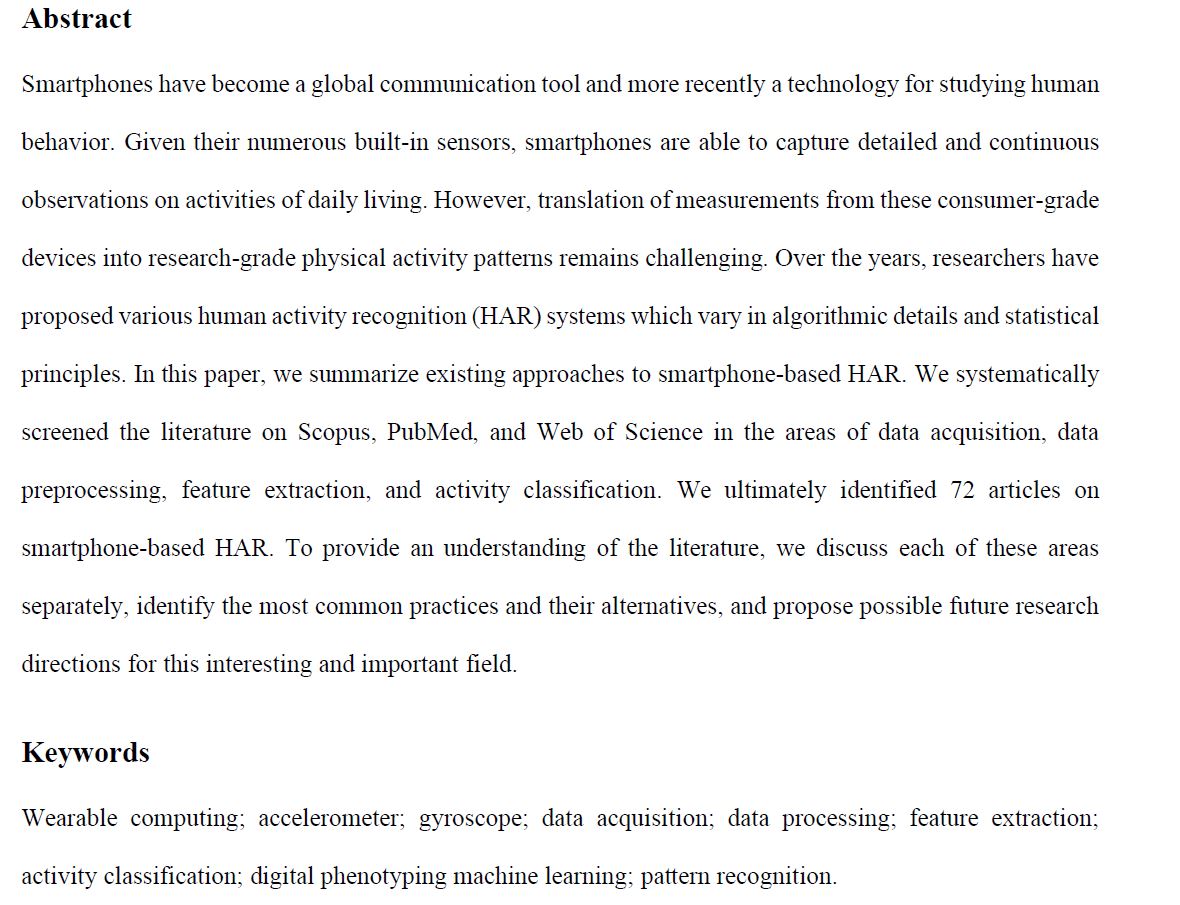 Abstract
Smartphones have become a global communication tool and more recently a technology for studying human
behavior. Given their numerous built-in sensors, smartphones are able to capture detailed and continuous
observations on activities of daily living. However, translation of measurements from these consumer-grade
devices into research-grade physical activity patterns remains challenging. Over the years, researchers have
proposed various human activity recognition (HAR) systems which vary in algorithmic details and statistical
principles. In this paper, we summarize existing approaches to smartphone-based HAR. We systematically
screened the literature on Scopus, PubMed, and Web of Science in the areas of data acquisition, data
preprocessing, feature extraction, and activity classification. We ultimately identified 72 articles on
smartphone-based HAR. To provide an understanding of the literature, we discuss each of these areas
separately, identify the most common practices and their alternatives, and propose possible future research
directions for this interesting and important field.
Keywords
Wearable computing; accelerometer; gyroscope; data acquisition; data processing; feature extraction;
activity classification; digital phenotyping machine learning; pattern recognition.